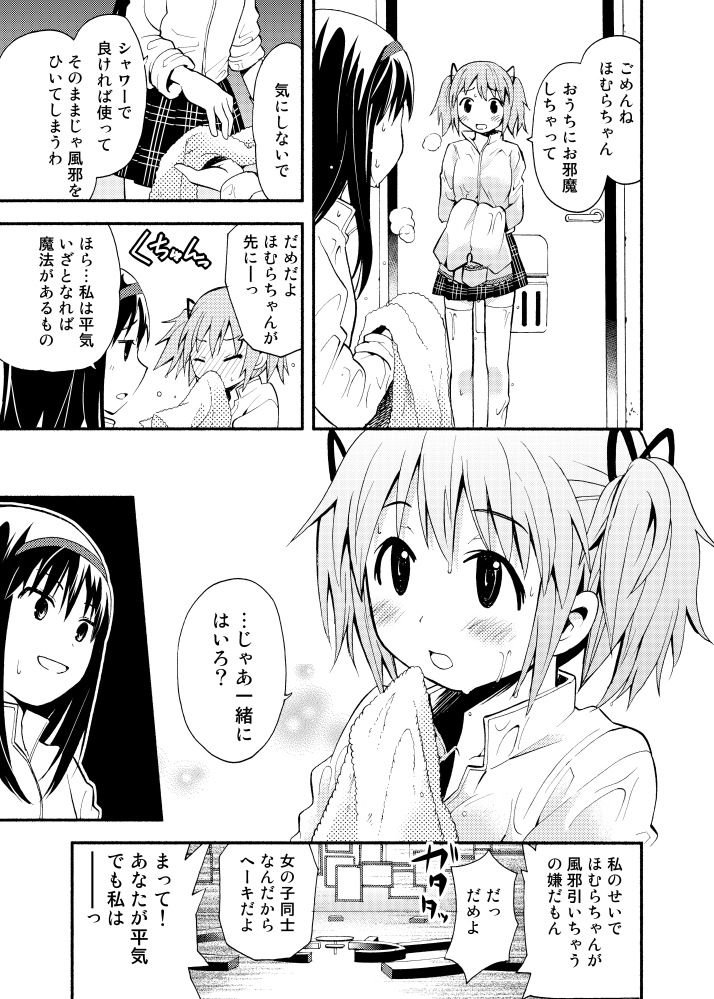 ごめんね
ほむらちゃん
おうちにお邪魔
しちゃって
気にしないで
シャワーで
良ければ使って
そのままじゃ風邪を
ひいてしまうわ
だめだよ
ほむらちゃんが
先にーっ
くちゅんっ
ほら…私は平気
いざとなれば
魔法があるもの
…じゃあ一緒に
はいろ？
私のせいで
ほむらちゃんが
風邪引いちゃう
の嫌だもん
だっ
だめよ
ガタタタッ
女の子同士
なんだから
ヘーキだよ
まって！
あなたが平気
でも私は
ーーっ